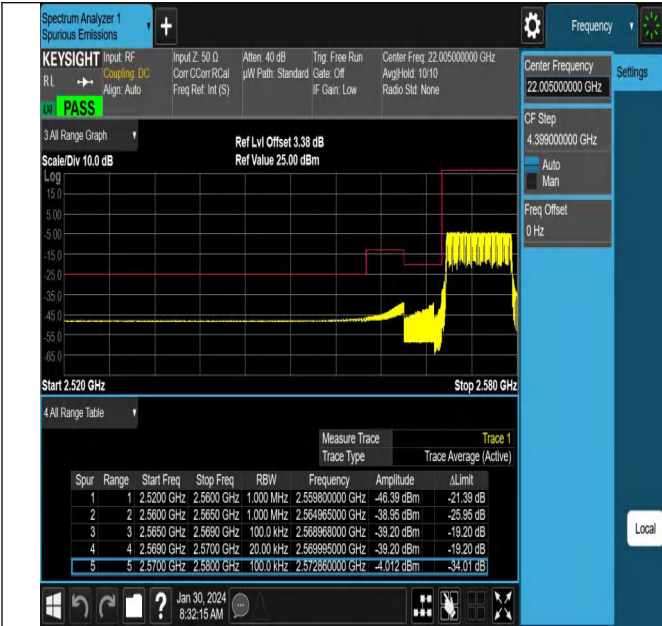 Spectrum Analyzer 1
Spurious Emissions
+
Frequency
KEYSIGHT
RL
Input: RF
Coupling: DC
Align: Auto
Input Z: 50 Ω
Corr CCorr RCal
Freq Ref: Int (S)
Atten: 40 dB
µW Path: Standard
Trig: Free Run
Gate: Off
IF Gain: Low
Center Freq: 22.005000000 GHz
Avg|Hold: 10/10
Radio Std: None
LXI
PASS
3 All Range Graph
Ref Lvl Offset 3.38 dB
Scale/Div 10.0 dB
Ref Value 25.00 dBm
Log
15.0
5.00
-5.00
-15.0
-25.0
-35.0
-45.0
-55.0
-65.0
Start 2.520 GHz
Stop 2.580 GHz
4 All Range Table
Measure Trace Trace 1
Trace Type Trace Average (Active)
Spur Range Start Freq Stop Freq RBW Frequency Amplitude ΔLimit
1 1 2.5200 GHz 2.5600 GHz 1.000 MHz 2.559800000 GHz -46.39 dBm -21.39 dB
2 2 2.5600 GHz 2.5650 GHz 1.000 MHz 2.564965000 GHz -38.95 dBm -25.95 dB
3 3 2.5650 GHz 2.5690 GHz 100.0 kHz 2.568968000 GHz -39.20 dBm -19.20 dB
4 4 2.5690 GHz 2.5700 GHz 20.00 kHz 2.569995000 GHz -39.20 dBm -19.20 dB
5 5 2.5700 GHz 2.5800 GHz 100.0 kHz 2.572860000 GHz -4.012 dBm -34.01 dB
?
Jan 30, 2024
8:32:15 AM
Center Frequency
22.005000000 GHz
CF Step
4.399000000 GHz
Auto
Man
Freq Offset
0 Hz
Settings
Local